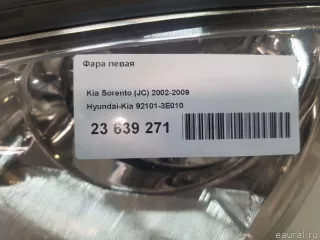 Фара левая
Kia Sorento (JC) 2002-2009
Hyundai-Kia 92101-3E010
23 639 271
eaural.ru